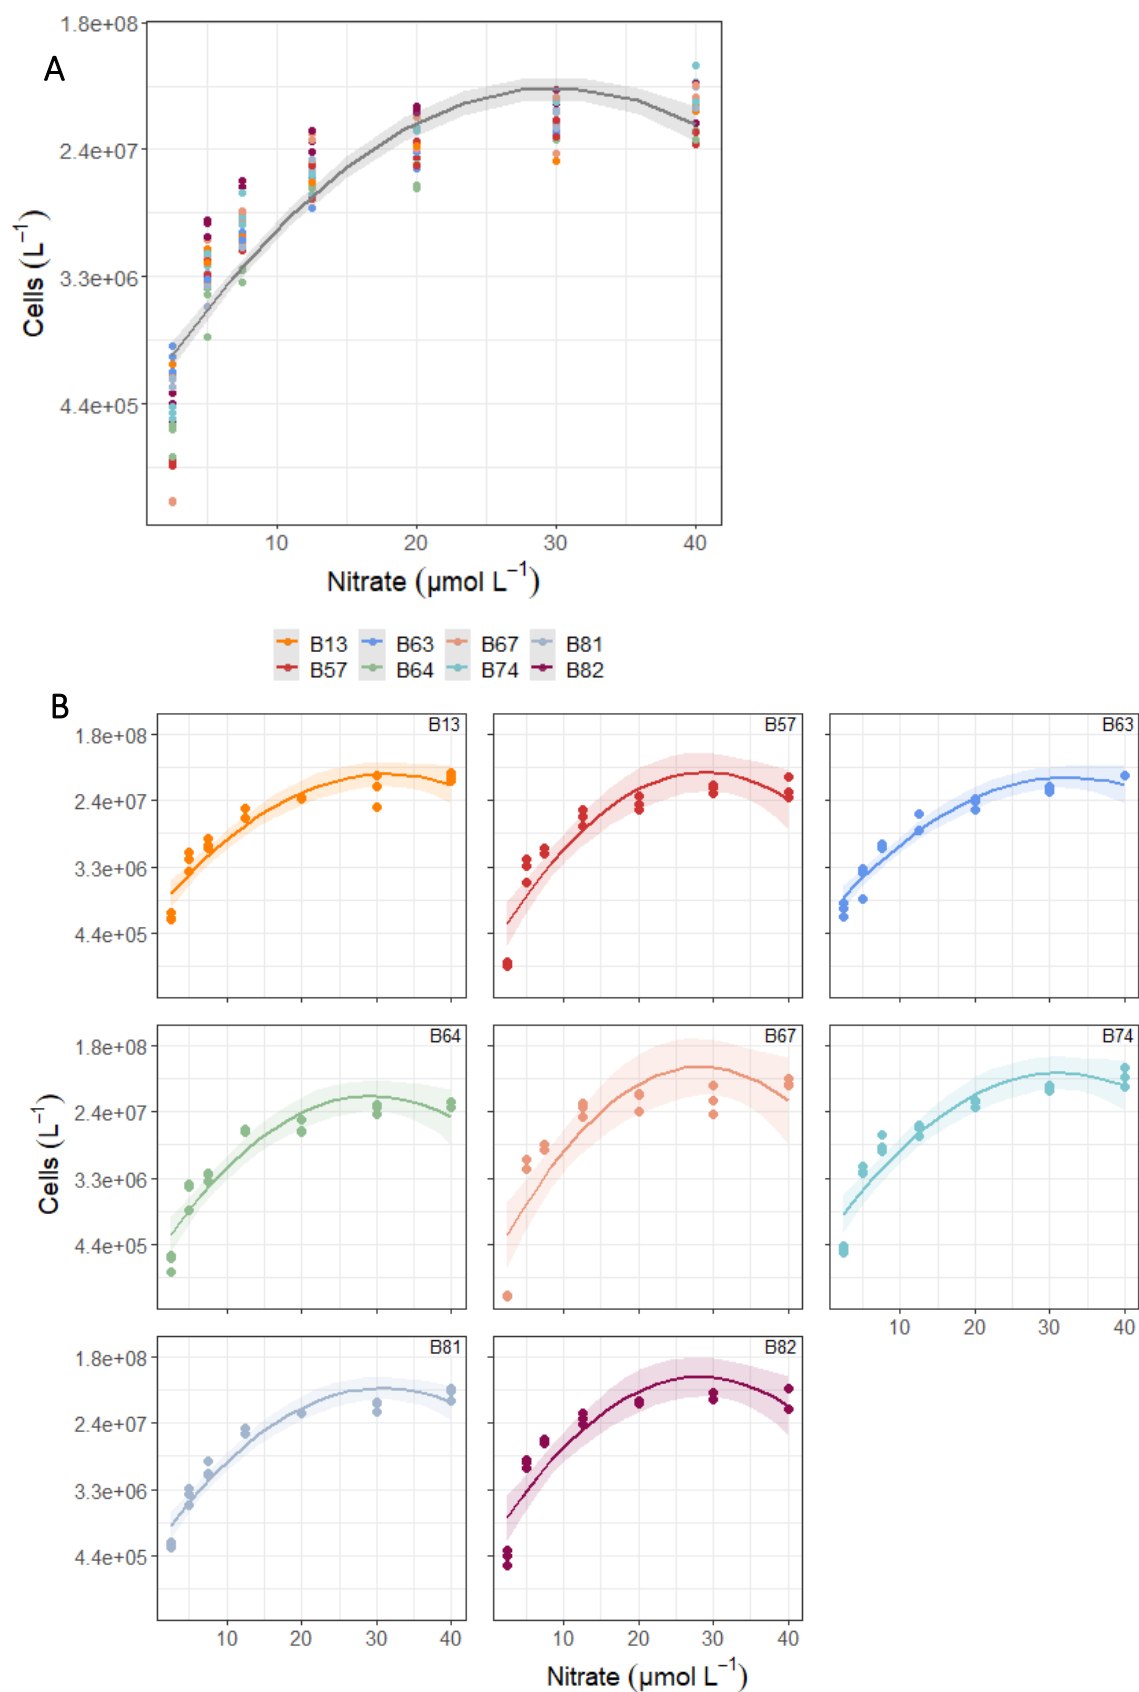 A
1.8e+08
2.4e+07
3.3e+06
4.4e+05
Cells (L⁻¹)
10 20 30 40
Nitrate (µmol L⁻¹)
B13 B63 B67 B81
B57 B64 B74 B82
B
B13 B57 B63
1.8e+08
2.4e+07
3.3e+06
4.4e+05
B64 B67 B74
1.8e+08
2.4e+07
3.3e+06
4.4e+05
Cells (L⁻¹)
10 20 30 40
B81 B82
1.8e+08
2.4e+07
3.3e+06
4.4e+05
10 20 30 40 10 20 30 40
Nitrate (µmol L⁻¹)